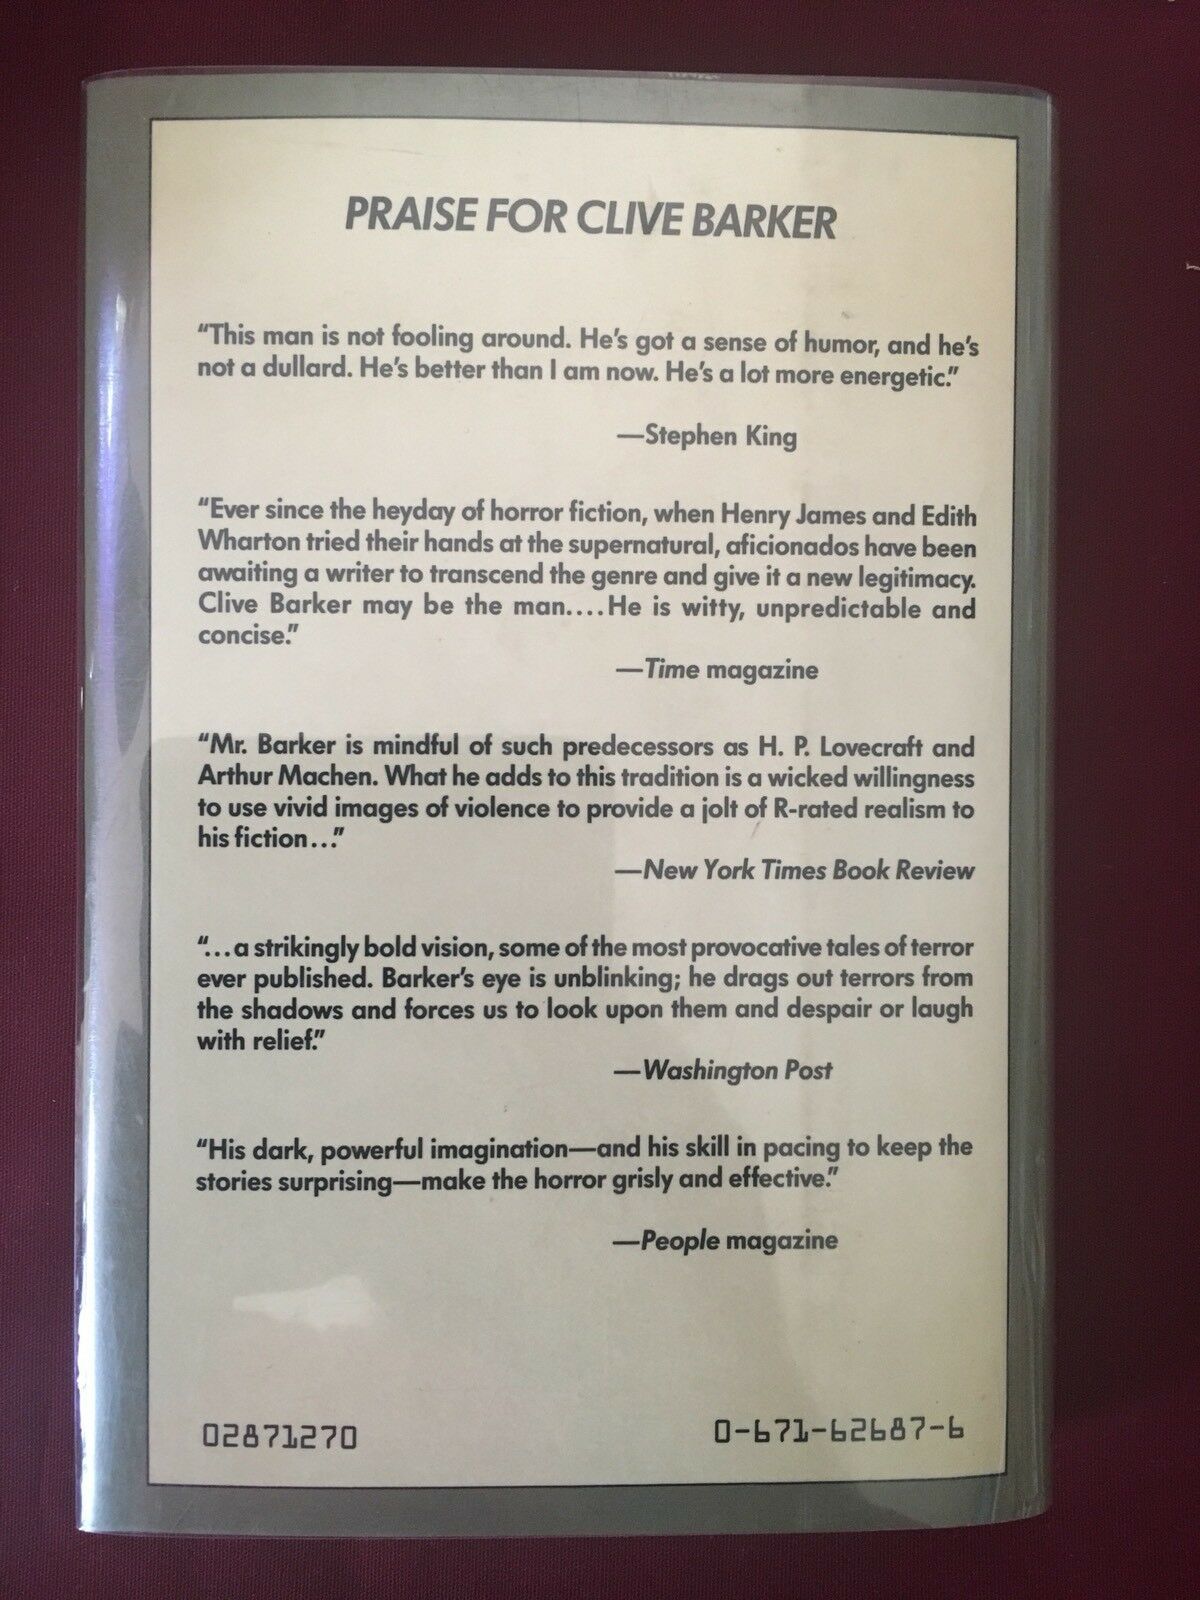 PRAISE FOR CLIVE BARKER
“This man is not fooling around. He’s got a sense of humor, and he’s
not a dullard. He’s better than I am now. He’s a lot more energetic.”
—Stephen King
“Ever since the heyday of horror fiction, when Henry James and Edith
Wharton tried their hands at the supernatural, aficionados have been
awaiting a writer to transcend the genre and give it a new legitimacy.
Clive Barker may be the man....He is witty, unpredictable and
concise.”
—Time magazine
“Mr. Barker is mindful of such predecessors as H. P. Lovecraft and
Arthur Machen. What he adds to this tradition is a wicked willingness
to use vivid images of violence to provide a jolt of R-rated realism to
his fiction...”
—New York Times Book Review
“...a strikingly bold vision, some of the most provocative tales of terror
ever published. Barker’s eye is unblinking; he drags out terrors from
the shadows and forces us to look upon them and despair or laugh
with relief.”
—Washington Post
“His dark, powerful imagination—and his skill in pacing to keep the
stories surprising—make the horror grisly and effective.”
—People magazine
02871270
0-671-62687-6